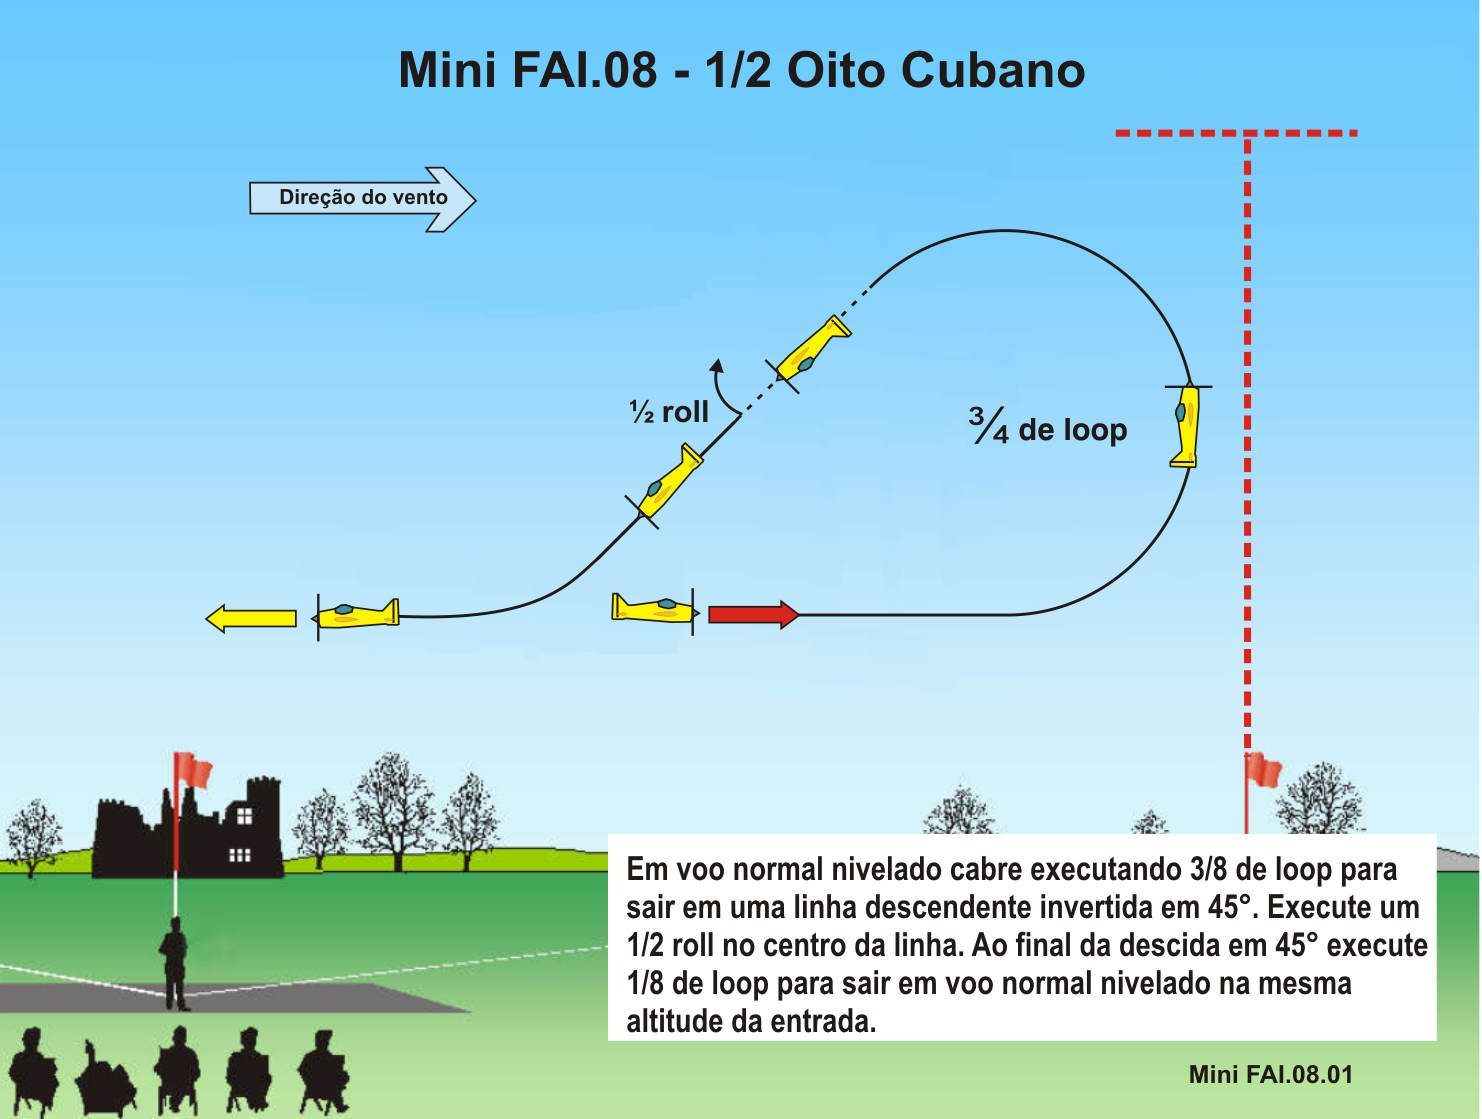 Mini FAI.08 - 1/2 Oito Cubano
Direção do vento
½ roll
¾ de loop
Em voo normal nivelado cabre executando 3/8 de loop para
sair em uma linha descendente invertida em 45°. Execute um
1/2 roll no centro da linha. Ao final da descida em 45° execute
1/8 de loop para sair em voo normal nivelado na mesma
altitude da entrada.
Mini FAI.08.01